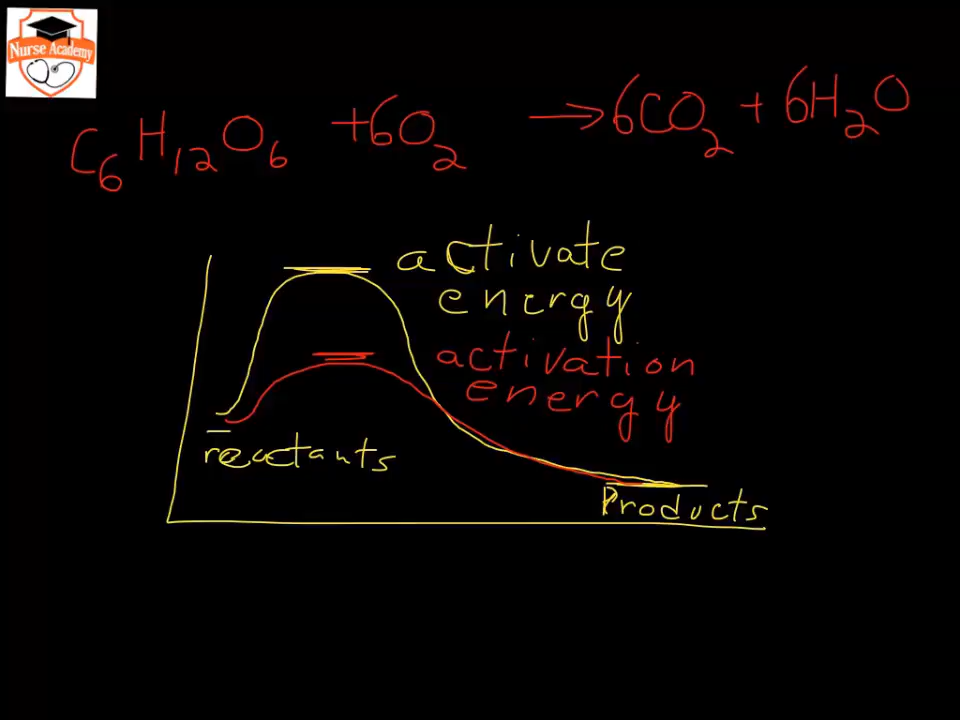 Nurse Academy
C6H12O6 +6O2 → 6CO2 + 6H2O
activate
energy
activation
energy
reactants
Products